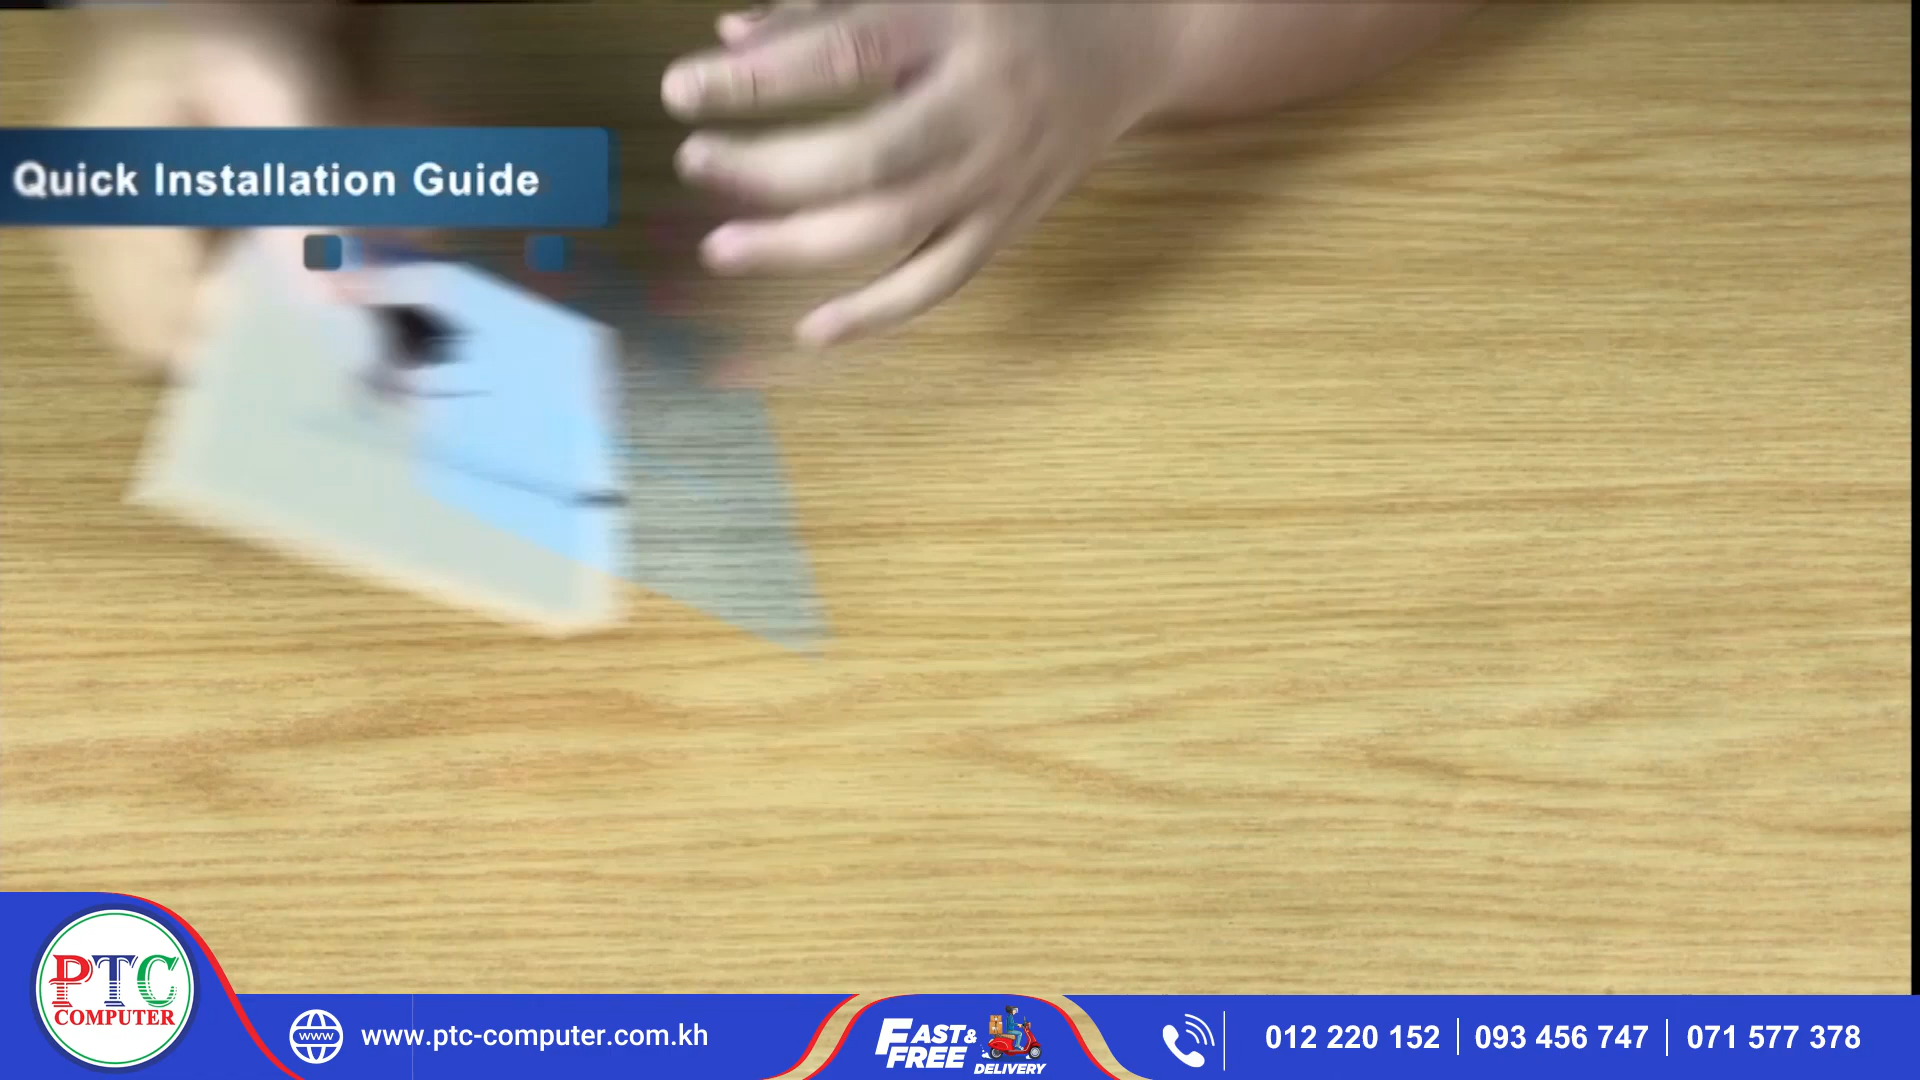 Quick Installation Guide
PTC
COMPUTER
www
www.ptc-computer.com.kh
FAST &
FREE
DELIVERY
012 220 152
093 456 747
071 577 378